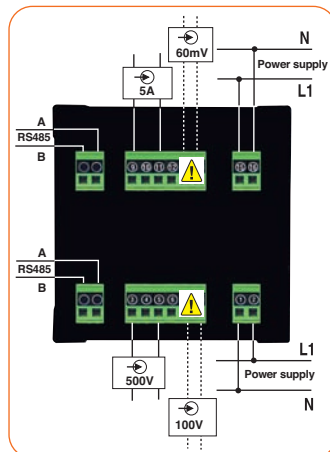 60mV
N
Power supply
L1
5A
A
RS485
B
A
RS485
B
500V
100V
L1
Power supply
N